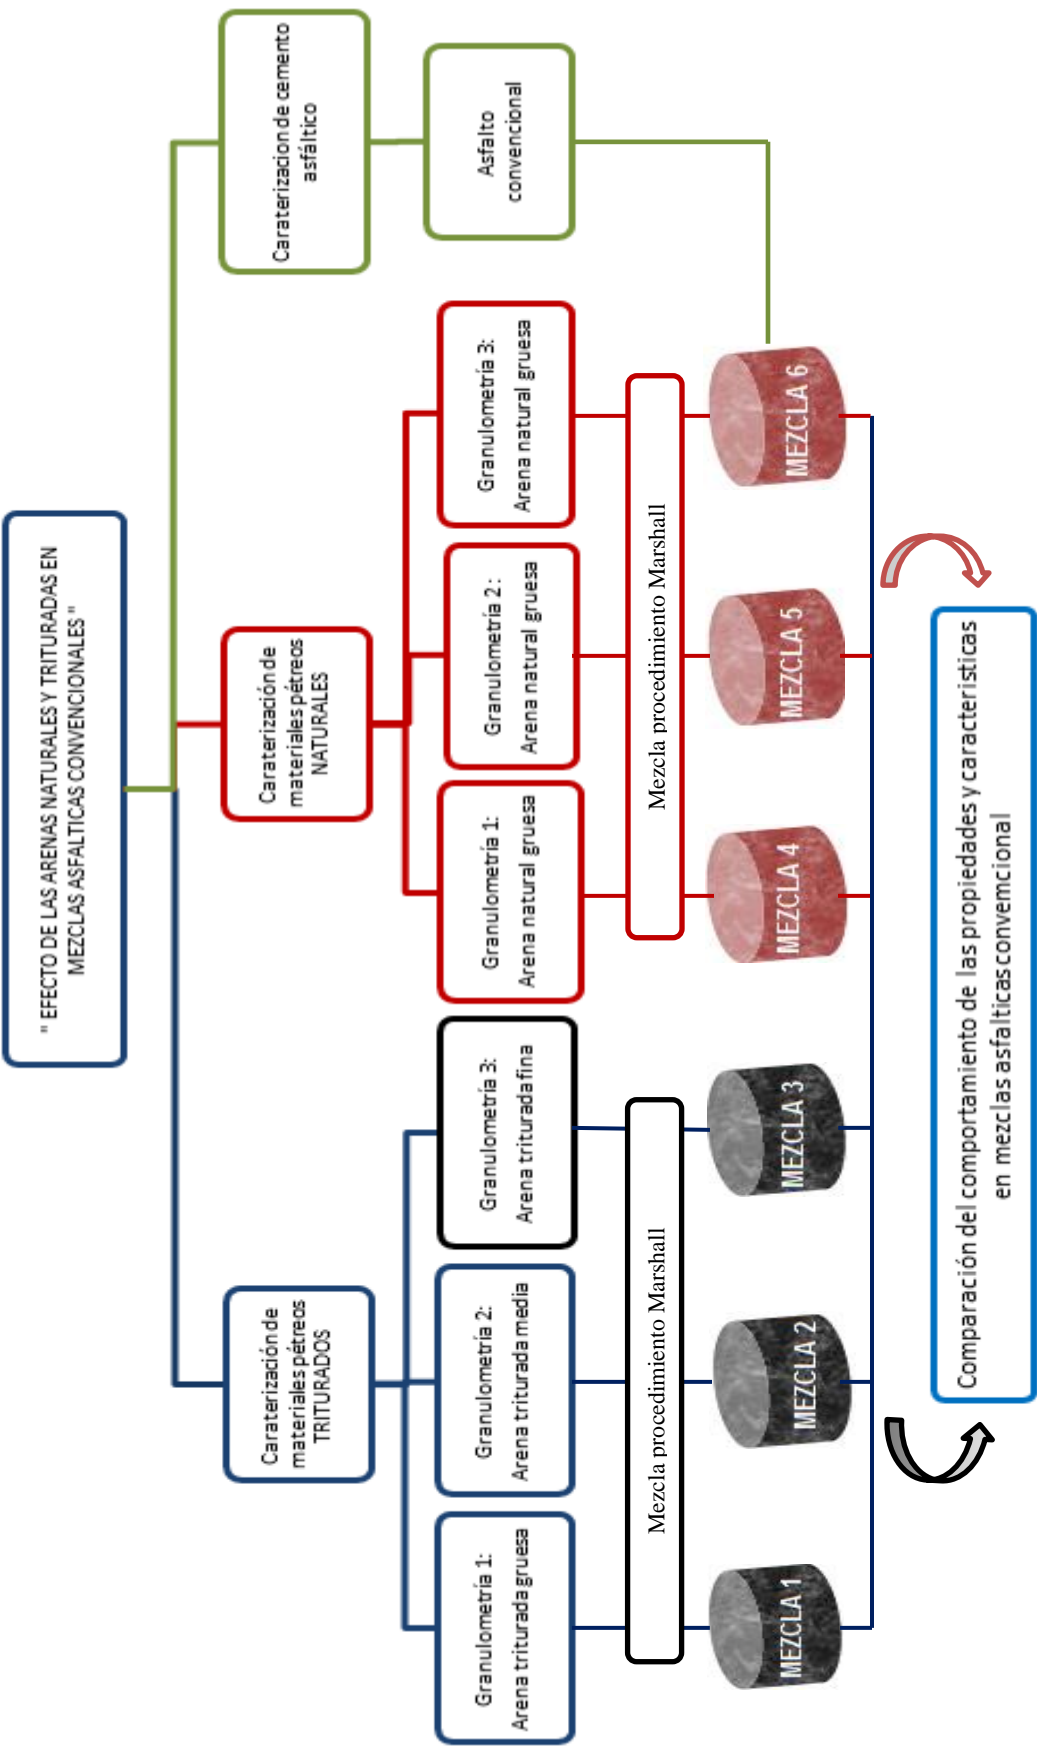 " EFECTO DE LAS ARENAS NATURALES Y TRITURADAS EN
MEZCLAS ASFALTICAS CONVENCIONALES "
Caraterización de
materiales pétreos
TRITURADOS
Caraterización de
materiales pétreos
NATURALES
Caraterizacion de cemento
asfáltico
Granulometría 1:
Arena triturada gruesa
Granulometría 2:
Arena triturada media
Granulometría 3:
Arena triturada fina
Granulometría 1:
Arena natural gruesa
Granulometría 2:
Arena natural gruesa
Granulometría 3:
Arena natural gruesa
Asfalto
convencional
Mezcla procedimiento Marshall
Mezcla procedimiento Marshall
MEZCLA 1
MEZCLA 2
MEZCLA 3
MEZCLA 4
MEZCLA 5
MEZCLA 6
Comparación del comportamiento de las propiedades y caracteristicas
en mezclas asfalticas convemcional